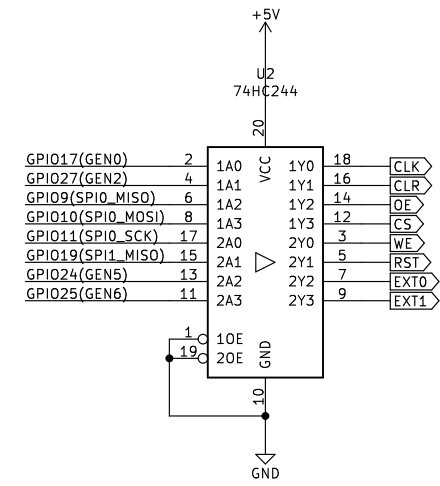 +5V
U2
74HC244
20
VCC
GPIO17(GEN0) 2 1A0 1Y0 18 CLK
GPIO27(GEN2) 4 1A1 1Y1 16 CLR
GPIO9(SPI0_MISO) 6 1A2 1Y2 14 OE
GPIO10(SPI0_MOSI) 8 1A3 1Y3 12 CS
GPIO11(SPI0_SCK) 17 2A0 2Y0 3 WE
GPIO19(SPI1_MISO) 15 2A1 2Y1 5 RST
GPIO24(GEN5) 13 2A2 2Y2 7 EXT0
GPIO25(GEN6) 11 2A3 2Y3 9 EXT1
1 1OE
19 2OE
GND
10
GND